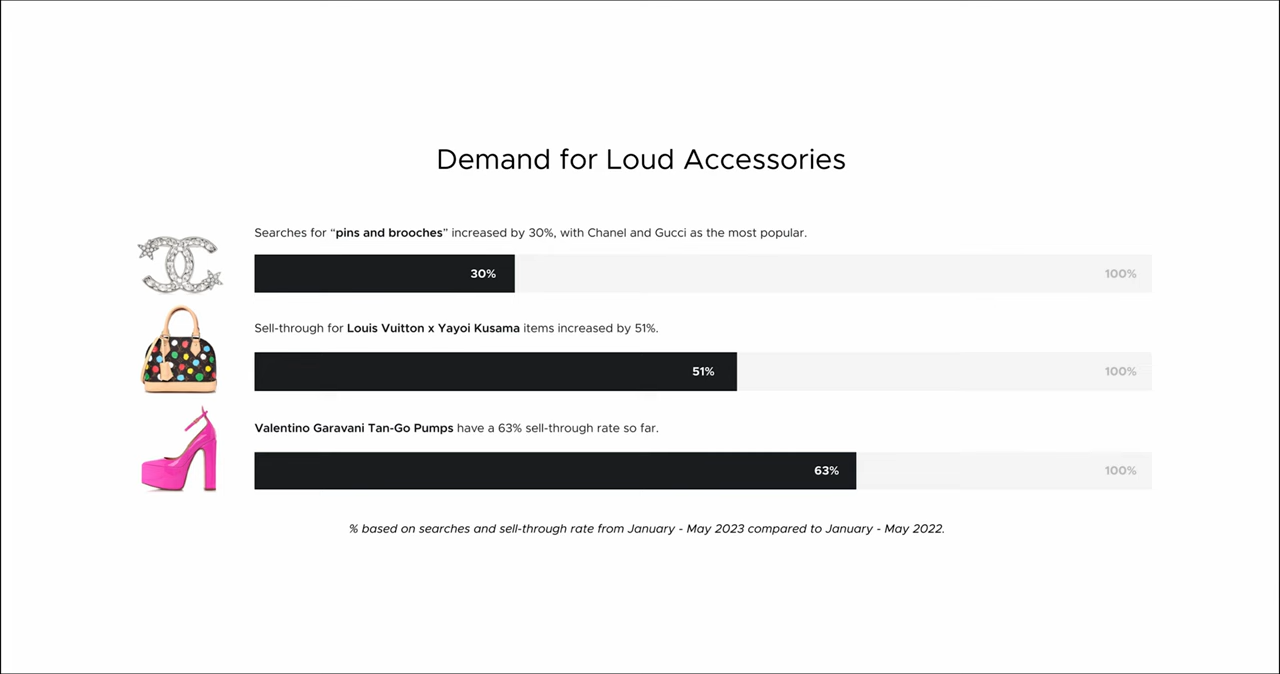 Demand for Loud Accessories
Searches for “pins and brooches” increased by 30%, with Chanel and Gucci as the most popular.
30%
100%
Sell-through for Louis Vuitton x Yayoi Kusama items increased by 51%.
51%
100%
Valentino Garavani Tan-Go Pumps have a 63% sell-through rate so far.
63%
100%
% based on searches and sell-through rate from January - May 2023 compared to January - May 2022.